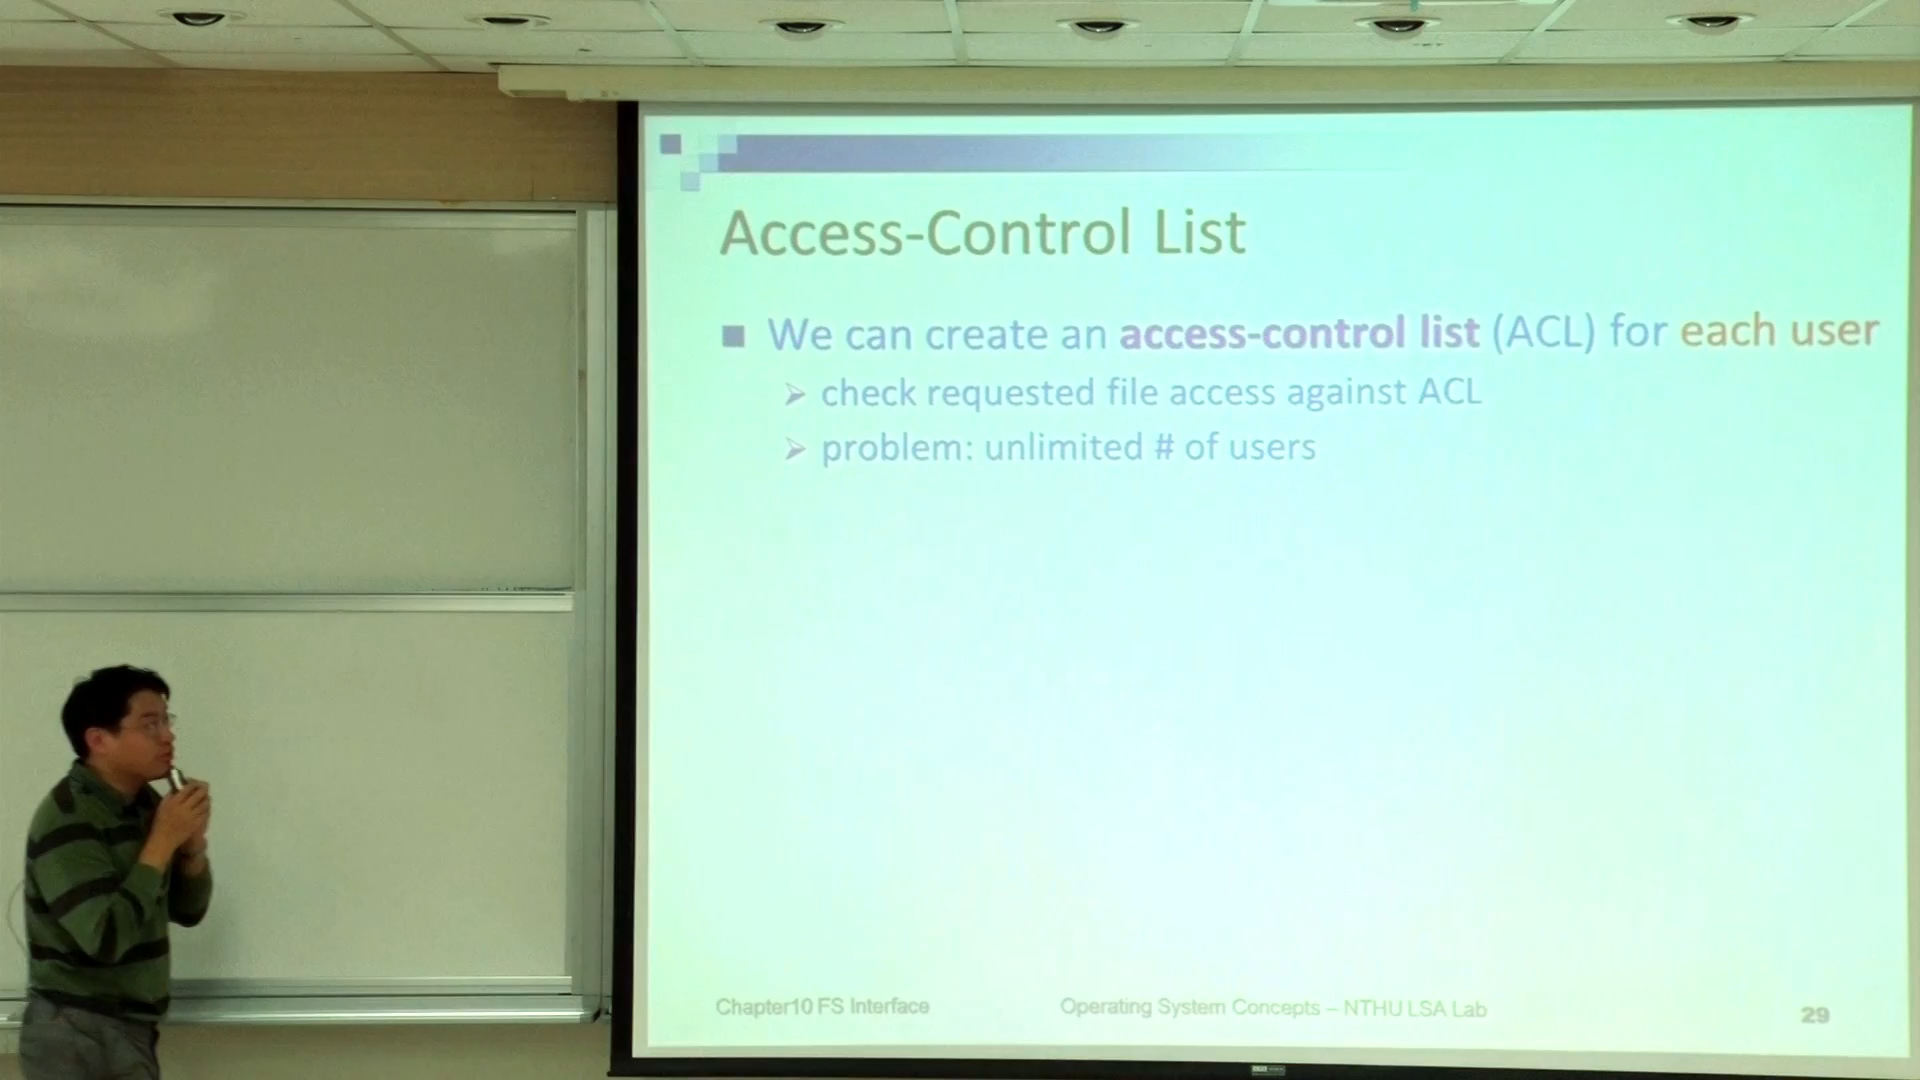 Access-Control List
We can create an access-control list (ACL) for each user
check requested file access against ACL
problem: unlimited # of users
Chapter10 FS Interface
Operating System Concepts – NTHU LSA Lab
29